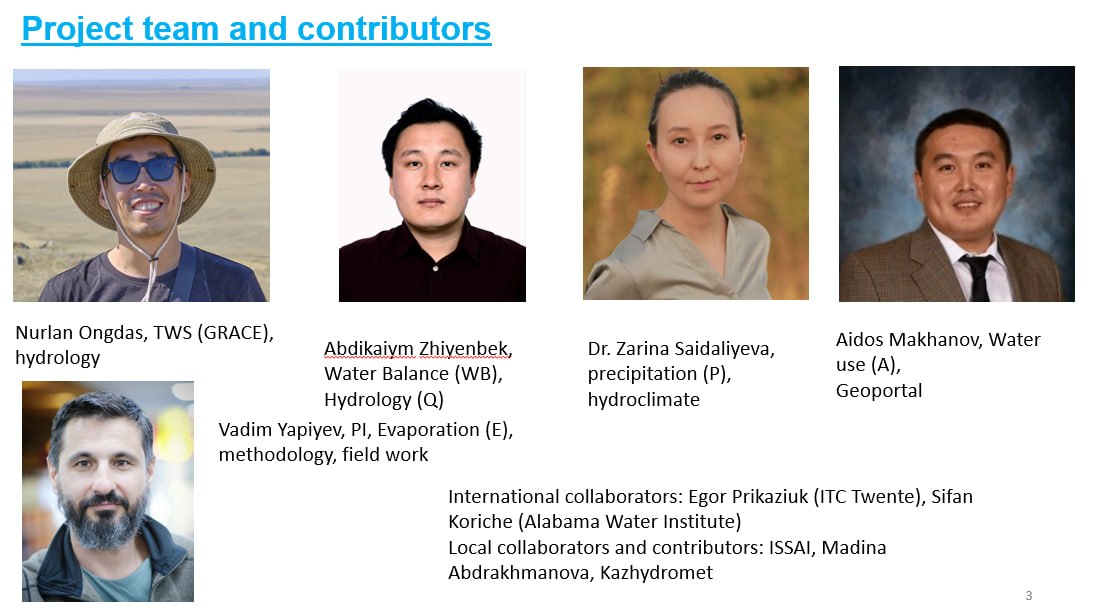 Project team and contributors
Nurlan Ongdas, TWS (GRACE),
hydrology
Abdikaiym Zhiyenbek,
Water Balance (WB),
Hydrology (Q)
Dr. Zarina Saidaliyeva,
precipitation (P),
hydroclimate
Aidos Makhanov, Water
use (A),
Geoportal
Vadim Yapiyev, PI, Evaporation (E),
methodology, field work
International collaborators: Egor Prikaziuk (ITC Twente), Sifan
Koriche (Alabama Water Institute)
Local collaborators and contributors: ISSAI, Madina
Abdrakhmanova, Kazhydromet
3